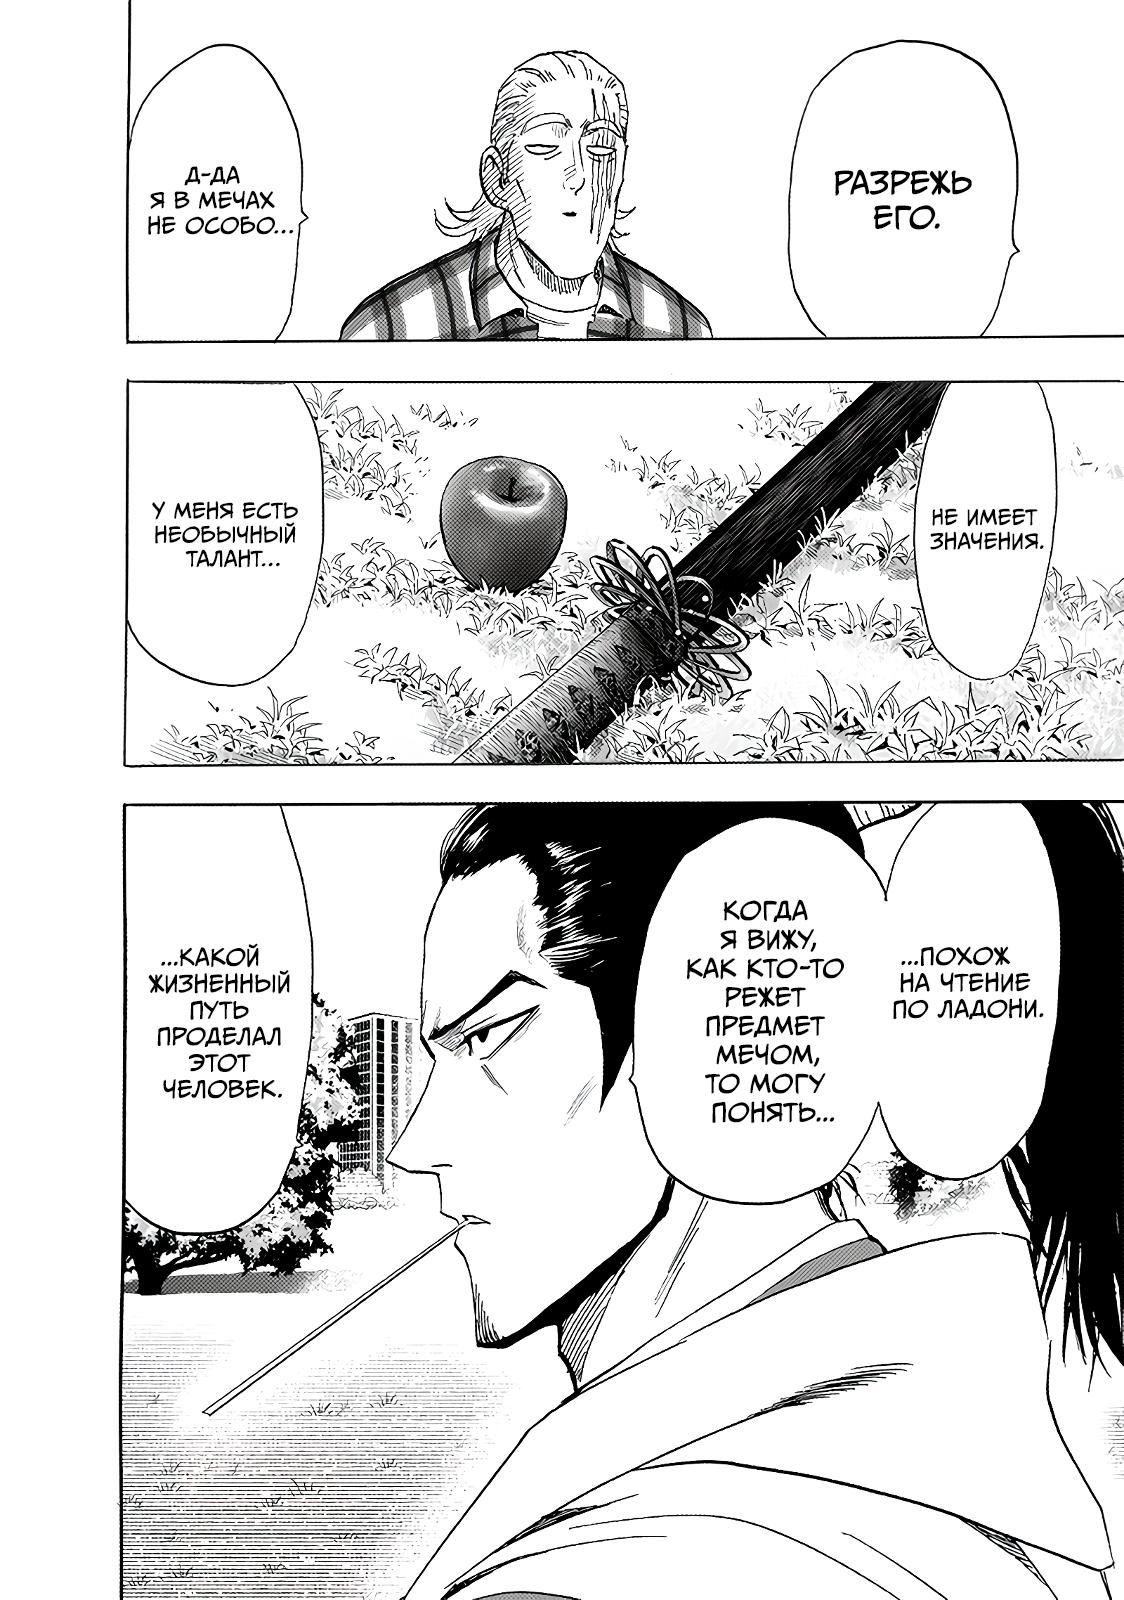 РАЗРЕЖЬ
ЕГО.
Д-ДА
Я В МЕЧАХ
НЕ ОСОБО...
НЕ ИМЕЕТ
ЗНАЧЕНИЯ.
У МЕНЯ ЕСТЬ
НЕОБЫЧНЫЙ
ТАЛАНТ...
...ПОХОЖ
НА ЧТЕНИЕ
ПО ЛАДОНИ.
КОГДА
Я ВИЖУ,
КАК КТО-ТО
РЕЖЕТ
ПРЕДМЕТ
МЕЧОМ,
ТО МОГУ
ПОНЯТЬ...
...КАКОЙ
ЖИЗНЕННЫЙ
ПУТЬ
ПРОДЕЛАЛ
ЭТОТ
ЧЕЛОВЕК.